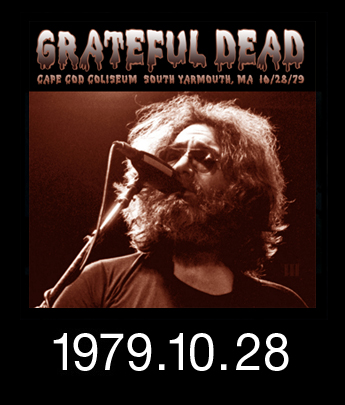 GRATEFUL DEAD
CAPE COD COLISEUM SOUTH YARMOUTH, MA 10/28/79
1979.10.28